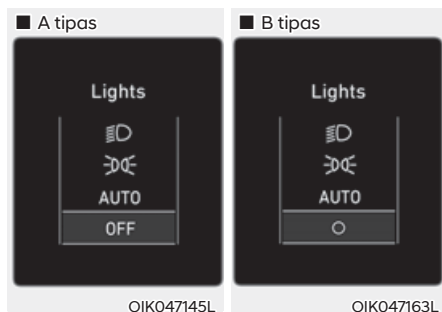 ■ A tipas
Lights
AUTO
OFF
OIK047145L
■ B tipas
Lights
AUTO
OIK047163L